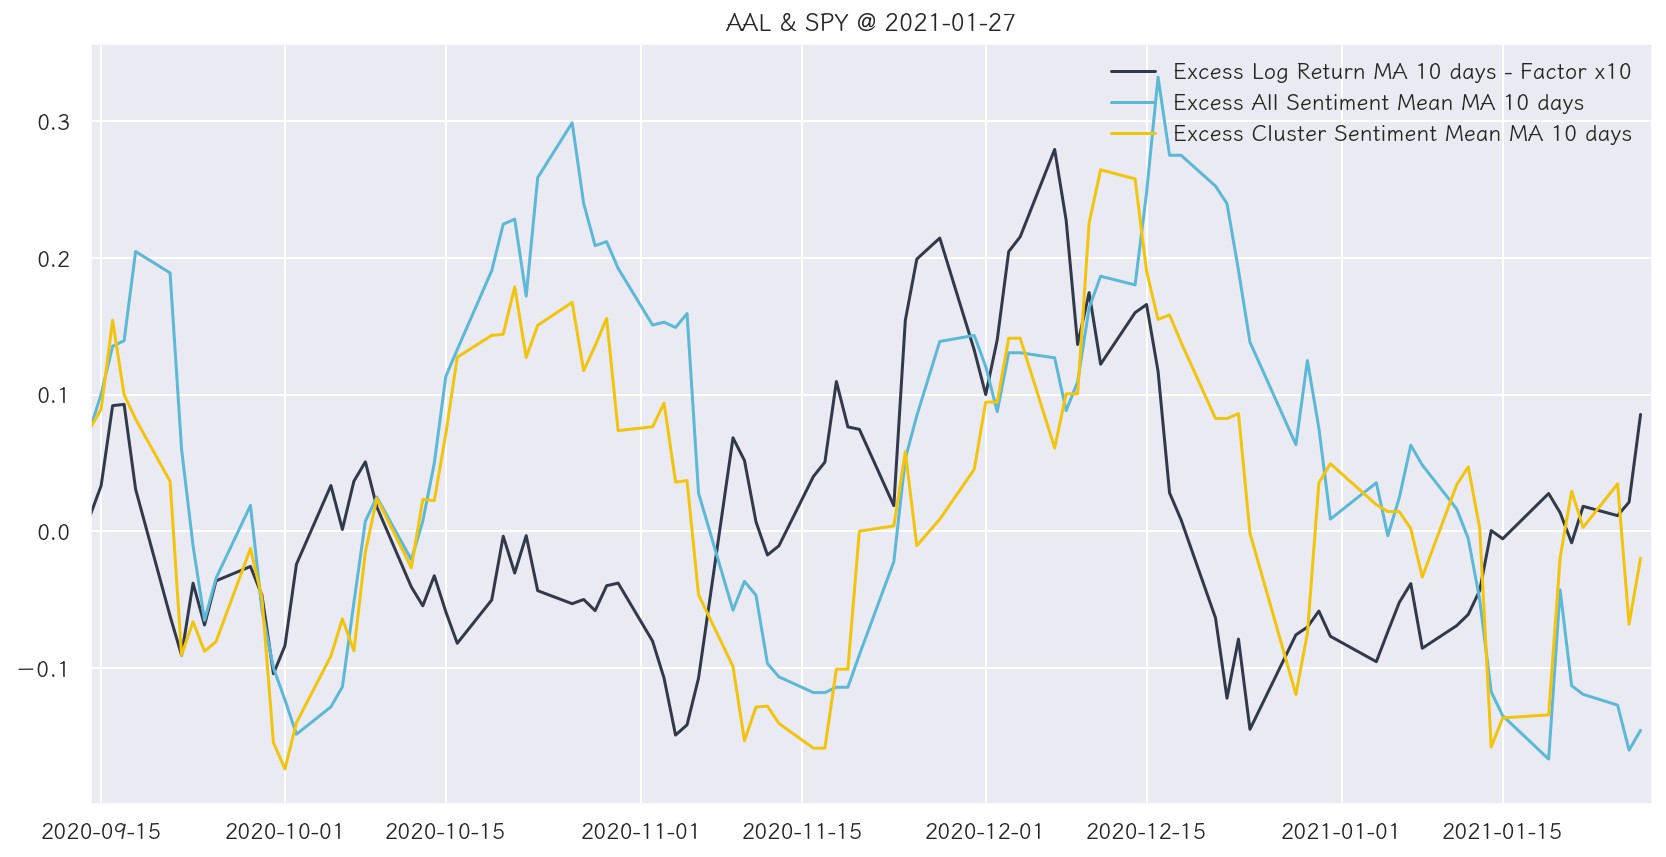 AAL & SPY @ 2021-01-27
Excess Log Return MA 10 days - Factor x10
Excess All Sentiment Mean MA 10 days
Excess Cluster Sentiment Mean MA 10 days
0.3
0.2
0.1
0.0
−0.1
2020-09-15 2020-10-01 2020-10-15 2020-11-01 2020-11-15 2020-12-01 2020-12-15 2021-01-01 2021-01-15